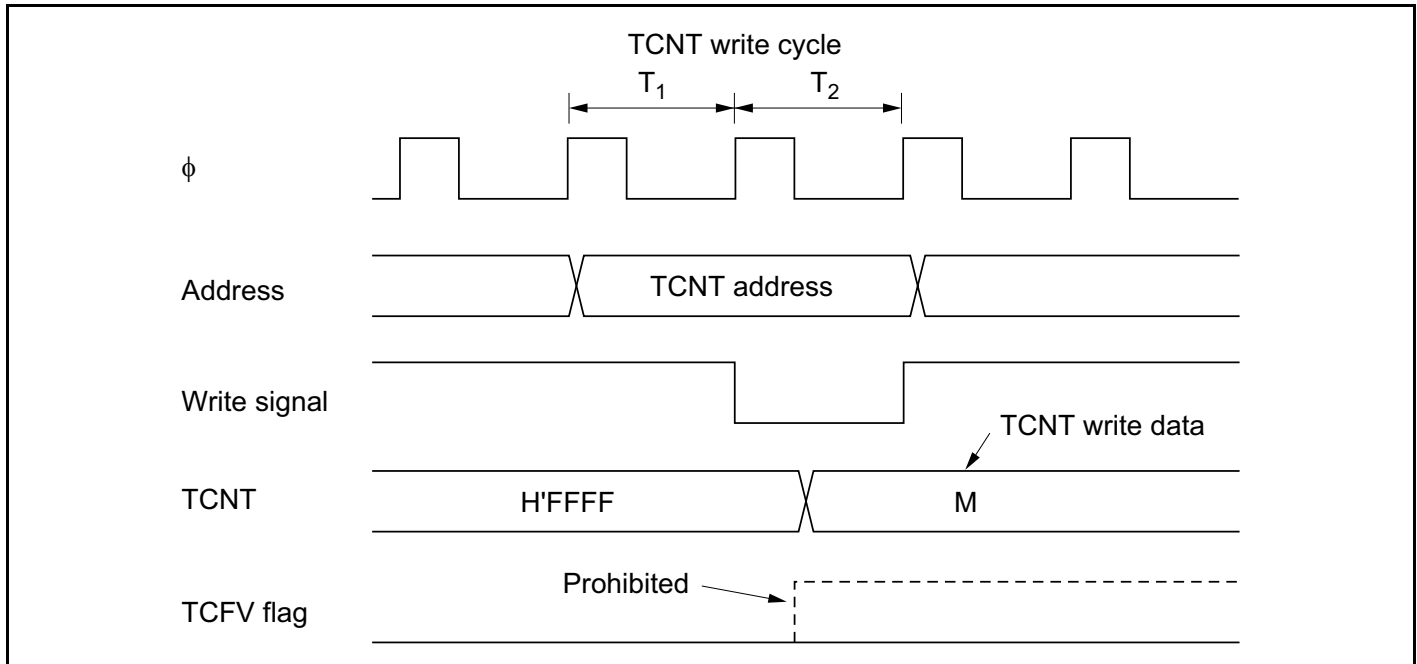 TCNT write cycle
T1 T2
ϕ
Address TCNT address
Write signal
TCNT write data
TCNT H'FFFF M
Prohibited
TCFV flag